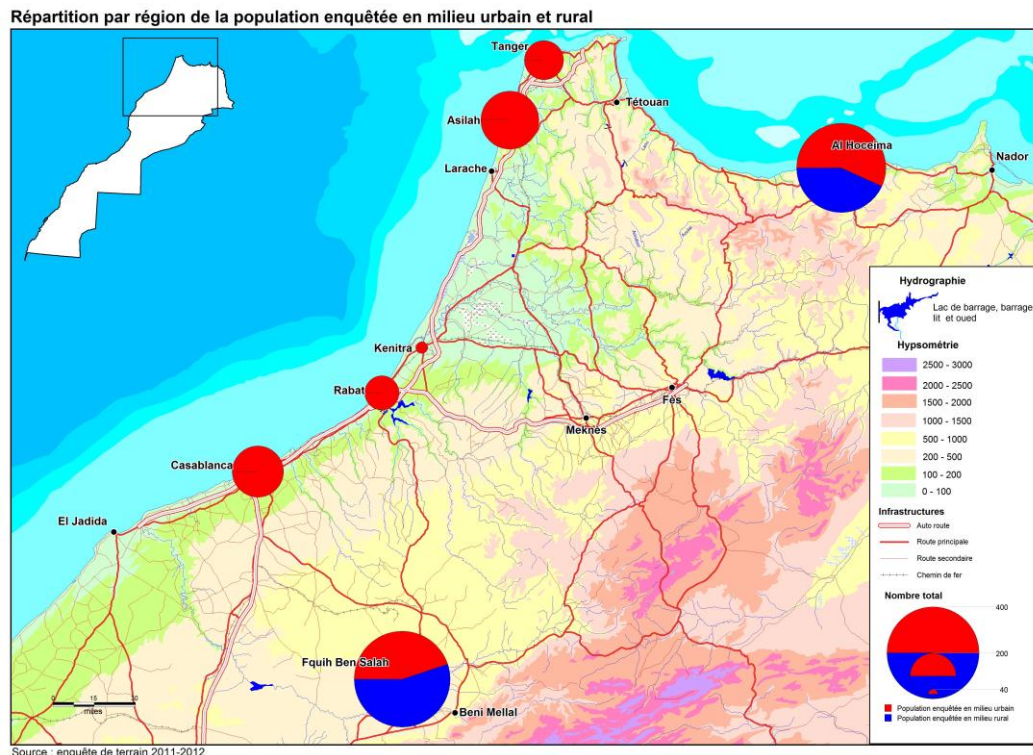 Répartition par région de la population enquêtée en milieu urbain et rural
Tanger
Asilah
Tétouan
Al Hoceima
Larache
Nador
Kenitra
Rabat
Fès
Meknès
Casablanca
El Jadida
Fquih Ben Salah
Beni Mellal
0 15 30
miles
Hydrographie
Lac de barrage, barrage
lit et oued
Hypsométrie
2500 - 3000
2000 - 2500
1500 - 2000
1000 - 1500
500 - 1000
200 - 500
100 - 200
0 - 100
Infrastructures
Auto route
Route principale
Route secondaire
Chemin de fer
Nombre total
400
200
40
Population enquêtée en milieu urbain
Population enquêtée en milieu rural
Source : enquête de terrain 2011-2012